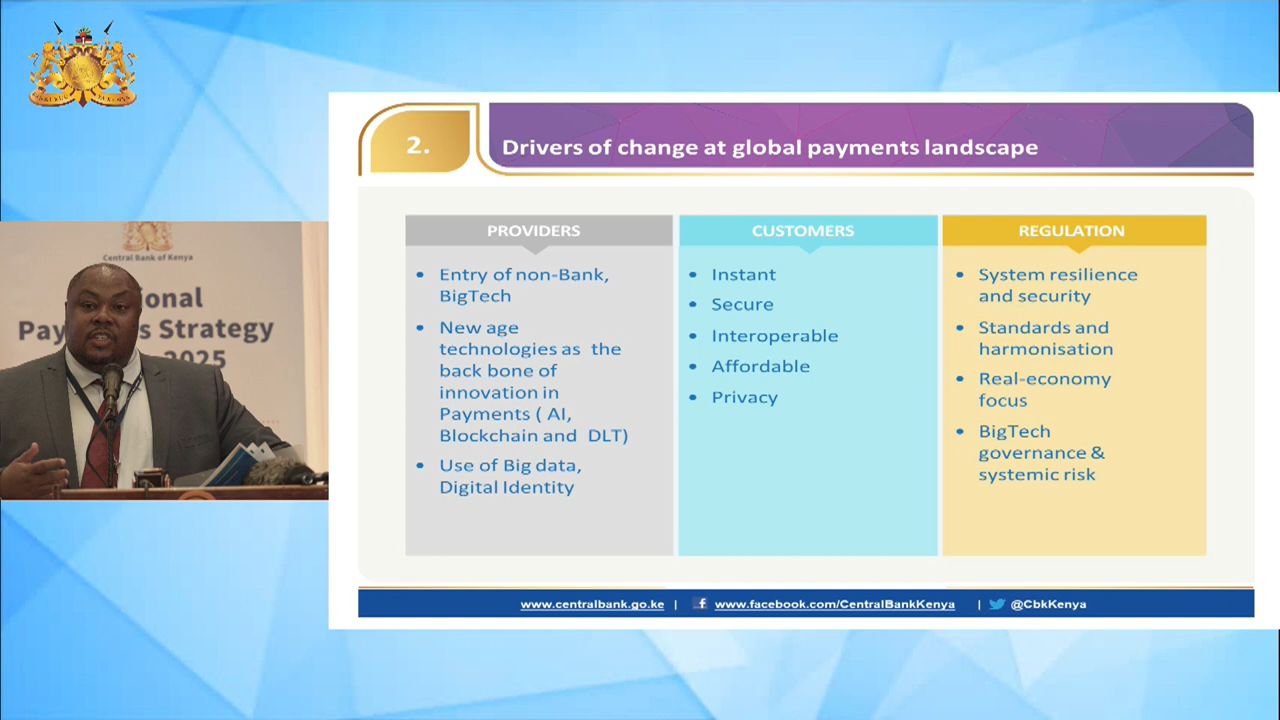 2.
Drivers of change at global payments landscape
PROVIDERS
• Entry of non-Bank,
BigTech
• New age
technologies as the
back bone of
innovation in
Payments ( AI,
Blockchain and DLT)
• Use of Big data,
Digital Identity
CUSTOMERS
• Instant
• Secure
• Interoperable
• Affordable
• Privacy
REGULATION
• System resilience
and security
• Standards and
harmonisation
• Real-economy
focus
• BigTech
governance &
systemic risk
www.centralbank.go.ke | www.facebook.com/CentralBankKenya | @CbkKenya
Central Bank of Kenya
Strategy
2025